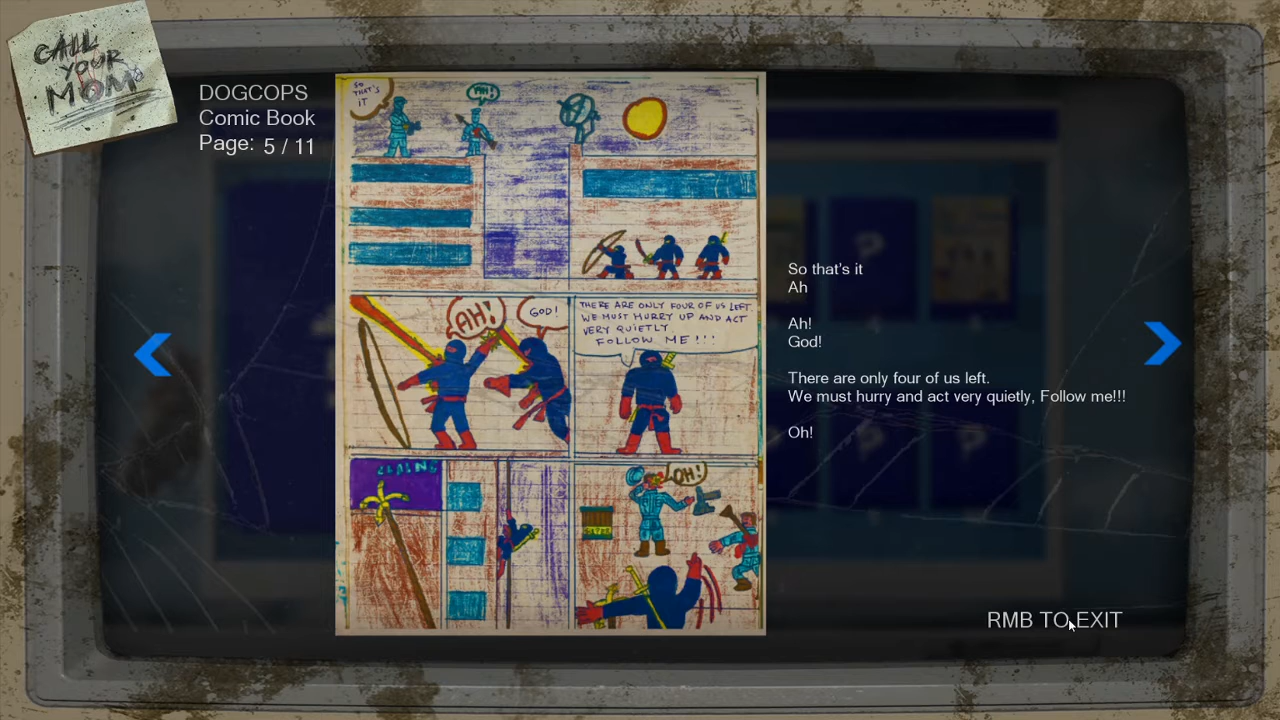 CALL
YOUR
MOM
DOGCOPS
Comic Book
Page: 5 / 11
SO
THAT'S
IT
AH!
AH!
GOD!
THERE ARE ONLY FOUR OF US LEFT.
WE MUST HURRY UP AND ACT
VERY QUIETLY.
FOLLOW ME!!!
OH!
So that's it
Ah
Ah!
God!
There are only four of us left.
We must hurry and act very quietly, Follow me!!!
Oh!
RMB TO EXIT